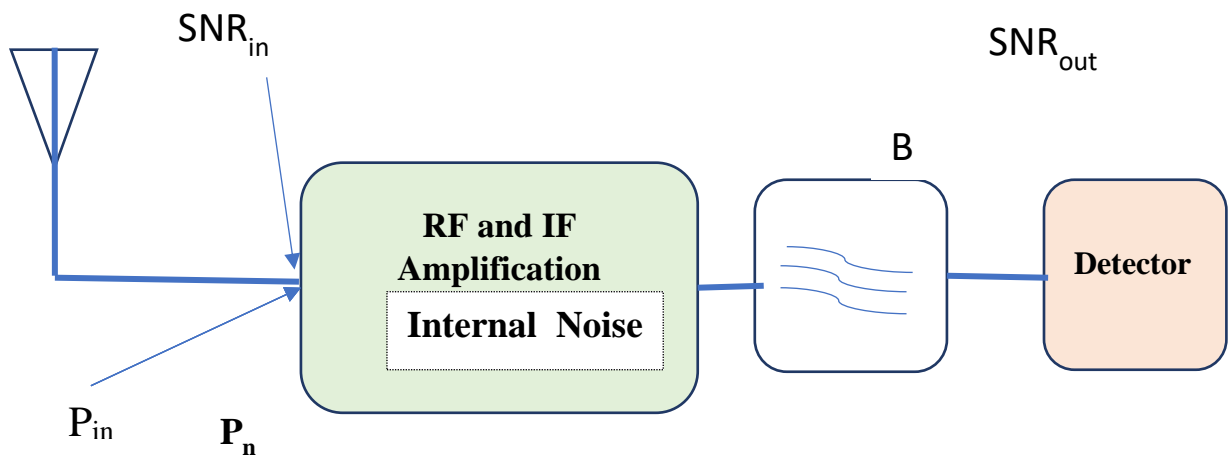 SNRin
SNRout
B
RF and IF
Amplification
Internal Noise
Detector
Pin
Pn